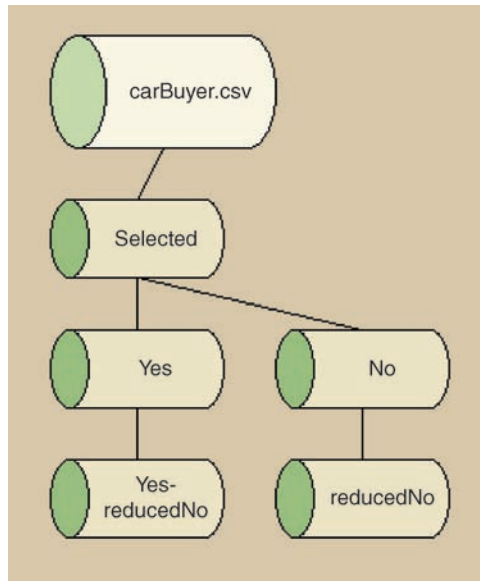 carBuyer.csv
Selected
Yes
No
Yes-
reducedNo
reducedNo